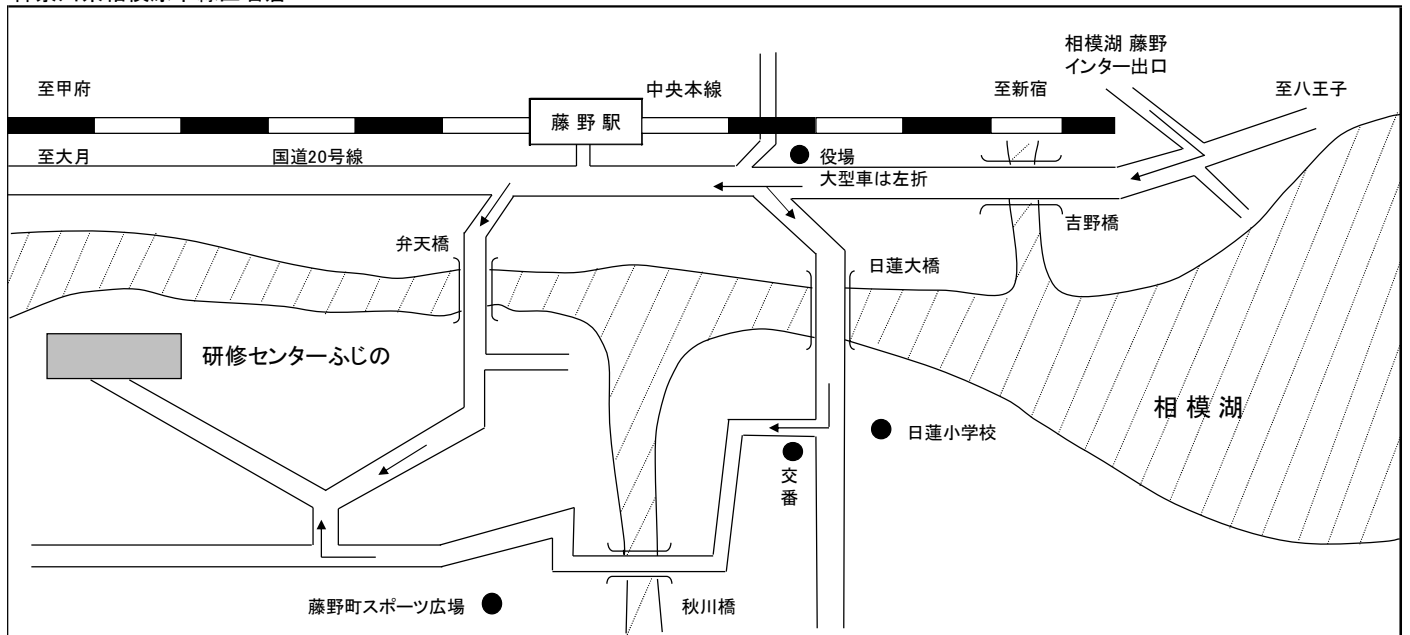 相模湖 藤野
インター出口
至甲府
中央本線
至新宿
至八王子
藤野駅
至大月
国道20号線
役場
大型車は左折
吉野橋
弁天橋
日蓮大橋
研修センターふじの
相模湖
日蓮小学校
交番
藤野町スポーツ広場
秋川橋